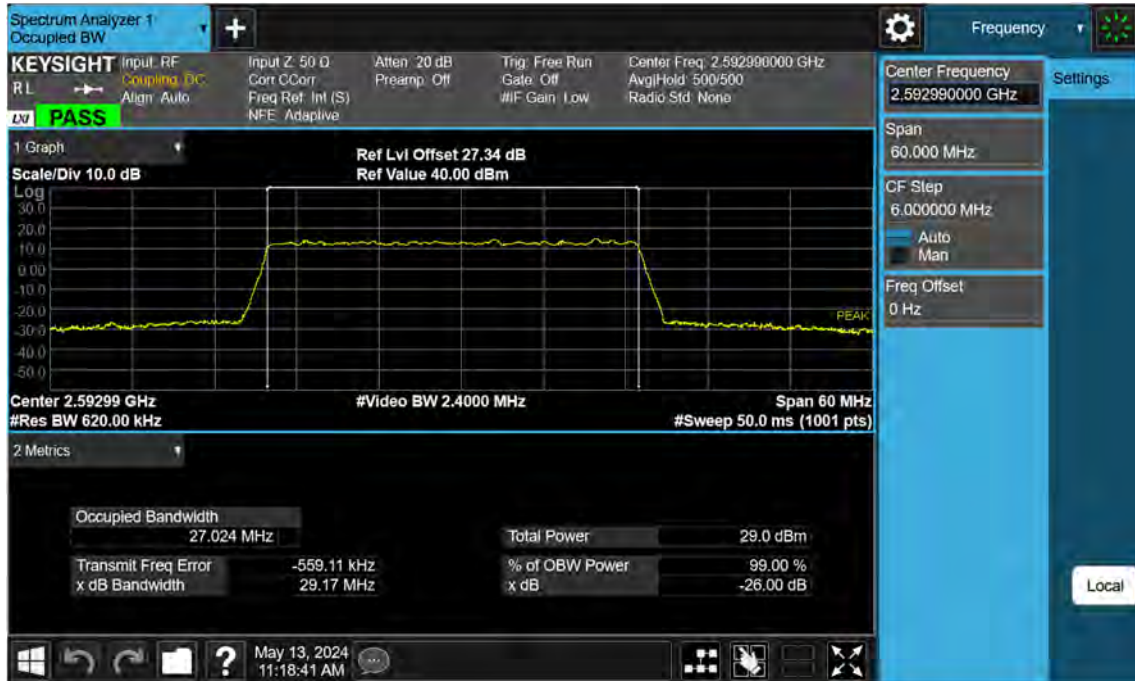 Spectrum Analyzer 1
Occupied BW
Frequency
KEYSIGHT
R L
LXI
PASS
Input: RF
Coupling: DC
Align: Auto
Input Z: 50 Ω
Corr CCorr
Freq Ref: Int (S)
NFE: Adaptive
Atten: 20 dB
Preamp: Off
Trig: Free Run
Gate: Off
#IF Gain: Low
Center Freq: 2.592990000 GHz
Avg|Hold: 500/500
Radio Std: None
1 Graph
Scale/Div 10.0 dB
Ref Lvl Offset 27.34 dB
Ref Value 40.00 dBm
Log
30.0
20.0
10.0
0.00
-10.0
-20.0
-30.0
-40.0
-50.0
PEAK
Center 2.59299 GHz
#Video BW 2.4000 MHz
Span 60 MHz
#Res BW 620.00 kHz
#Sweep 50.0 ms (1001 pts)
2 Metrics
Occupied Bandwidth
27.024 MHz
Total Power 29.0 dBm
Transmit Freq Error -559.11 kHz
% of OBW Power 99.00 %
x dB Bandwidth 29.17 MHz
x dB -26.00 dB
May 13, 2024
11:18:41 AM
?
Center Frequency
2.592990000 GHz
Settings
Span
60.000 MHz
CF Step
6.000000 MHz
Auto
Man
Freq Offset
0 Hz
Local